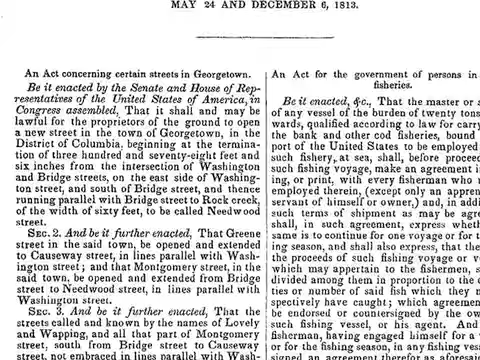 MAY 24 AND DECEMBER 6, 1813.
An Act concerning certain streets in Georgetown.
Be it enacted by the Senate and House of Rep-
resentatives of the United States of America, in
Congress assembled, That it shall and may be
lawful for the proprietors of the ground to open
a new street in the town of Georgetown, in the
District of Columbia, beginning at the termina-
tion of three hundred and seventy-eight feet and
six inches from the intersection of Washington
and Bridge streets, on the east side of Washing-
ton street, and south of Bridge street, and thence
running parallel with Bridge street to Rock creek,
of the width of sixty feet, to be called Needwood
street.
SEC. 2. And be it further enacted, That Greene
street in the said town, be opened and extended
to Causeway street, in lines parallel with Wash-
ington street; and that Montgomery street, in the
said town, be opened and extended from Bridge
street to Needwood street, in lines parallel with
Washington street.
SEC. 3. And be it further enacted, That the
streets called and known by the names of Lovely
and Wapping, and all that part of Montgomery
street, south from Bridge street to Causeway
street, not embraced in lines parallel with Wash-
An Act for the government of persons in
fisheries.
Be it enacted, &c., That the master or
of any vessel of the burden of twenty tons
wards, qualified according to law for carry
the bank and other cod fisheries, bound
port of the United States to be employed
such fishery, at sea, shall, before proceed
such fishing voyage, make an agreement in
ing, or print, with every fisherman who
employed therein, (except only an appren
servant of himself or owner,) and, in addi
such terms of shipment as may be agre
shall, in such agreement, express wheth
same is to continue for one voyage or for
ing season, and shall also express, that the
the proceeds of such fishing voyage or
which may appertain to the fishermen,
divided among them in proportion to the
ties or number of said fish which they
spectively have caught; which agreement
be endorsed or countersigned by the ow
such fishing vessel, or his agent. And
fisherman, having engaged himself for a
or for the fishing season, in any fishing
signed an agreement therefor as aforesaid